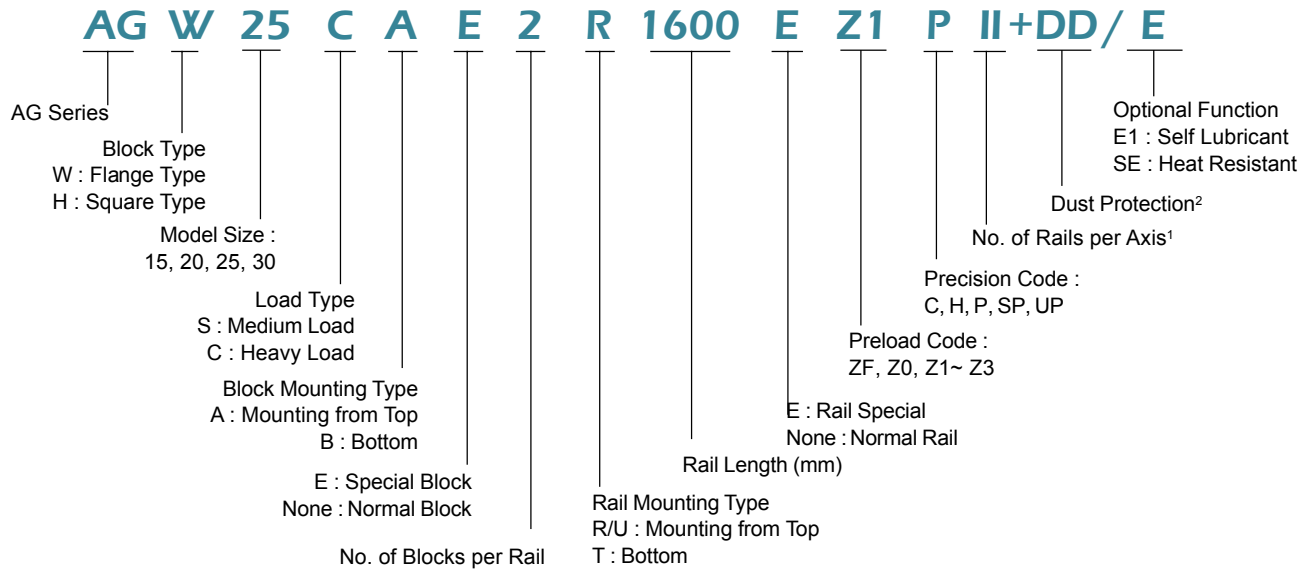 AG W 25 C A E 2 R 1600 E Z1 P II+DD/ E
AG Series
Block Type
W : Flange Type
H : Square Type
Model Size :
15, 20, 25, 30
Load Type
S : Medium Load
C : Heavy Load
Block Mounting Type
A : Mounting from Top
B : Bottom
E : Special Block
None : Normal Block
No. of Blocks per Rail
Rail Mounting Type
R/U : Mounting from Top
T : Bottom
Rail Length (mm)
E : Rail Special
None : Normal Rail
Preload Code :
ZF, Z0, Z1~ Z3
Precision Code :
C, H, P, SP, UP
No. of Rails per Axis¹
Dust Protection²
Optional Function
E1 : Self Lubricant
SE : Heat Resistant